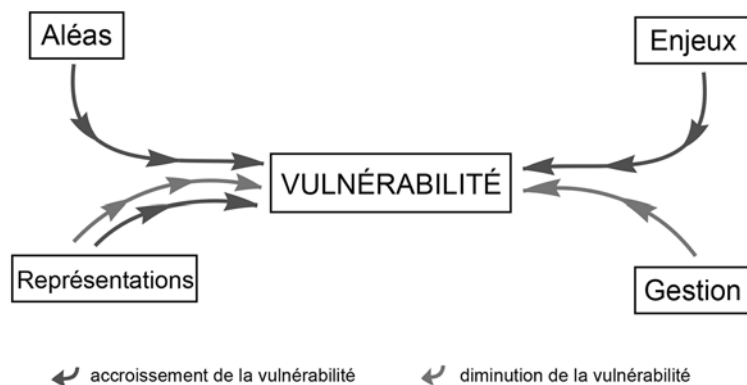 Aléas
Enjeux
VULNÉRABILITÉ
Représentations
Gestion
accroissement de la vulnérabilité
diminution de la vulnérabilité